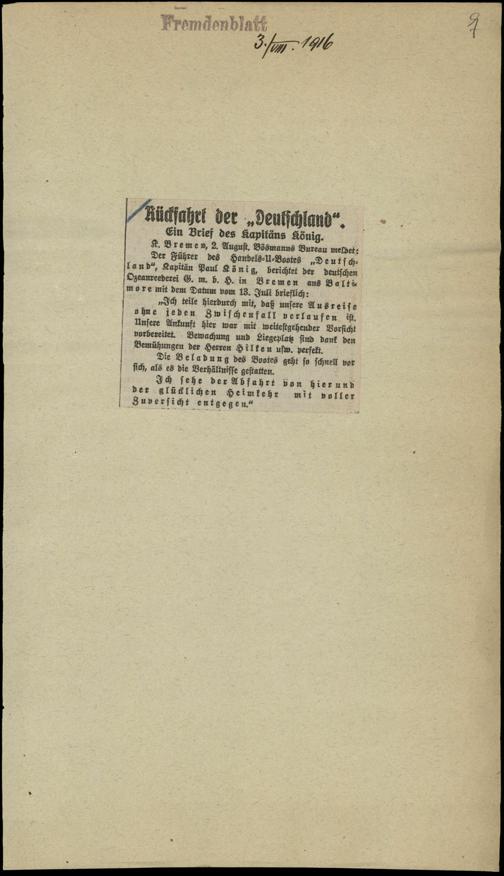 Fremdenblatt
3./VIII. 1916
9
Rückfahrt der „Deutschland“.
Ein Brief des Kapitäns König.
K. Bremen, 2. August. Bösmanns Bureau meldet:
Der Führer des Handels-U-Bootes „Deutsch-
land“, Kapitän Paul König, berichtet der deutschen
Ozeanreederei G. m. b. H. in Bremen aus Balti-
more mit dem Datum vom 13. Juli brieflich:
„Ich teile hierdurch mit, daß unsere Ausreise
ohne jeden Zwischenfall verlaufen ist.
Unsere Ankunft hier war mit weitestgehender Vorsicht
vorbereitet. Bewachung und Liegeplatz sind dank den
Bemühungen der Herren Hilken usw. perfekt.
Die Beladung des Bootes geht so schnell vor
sich, als es die Verhältnisse gestatten.
Ich sehe der Abfahrt von hier und
der glücklichen Heimkehr mit voller
Zuversicht entgegen.“